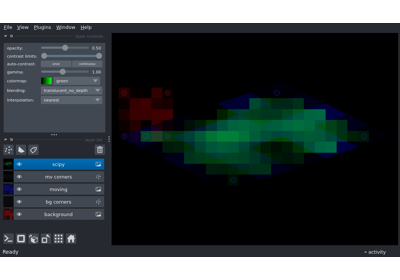 File View Plugins Window Help
opacity: 0.50
contrast limits:
auto-contrast: once continuous
gamma: 1.00
colormap: green
blending: translucent_no_depth
interpolation: nearest
scipy
mv corners
moving
bg corners
background
Ready
activity